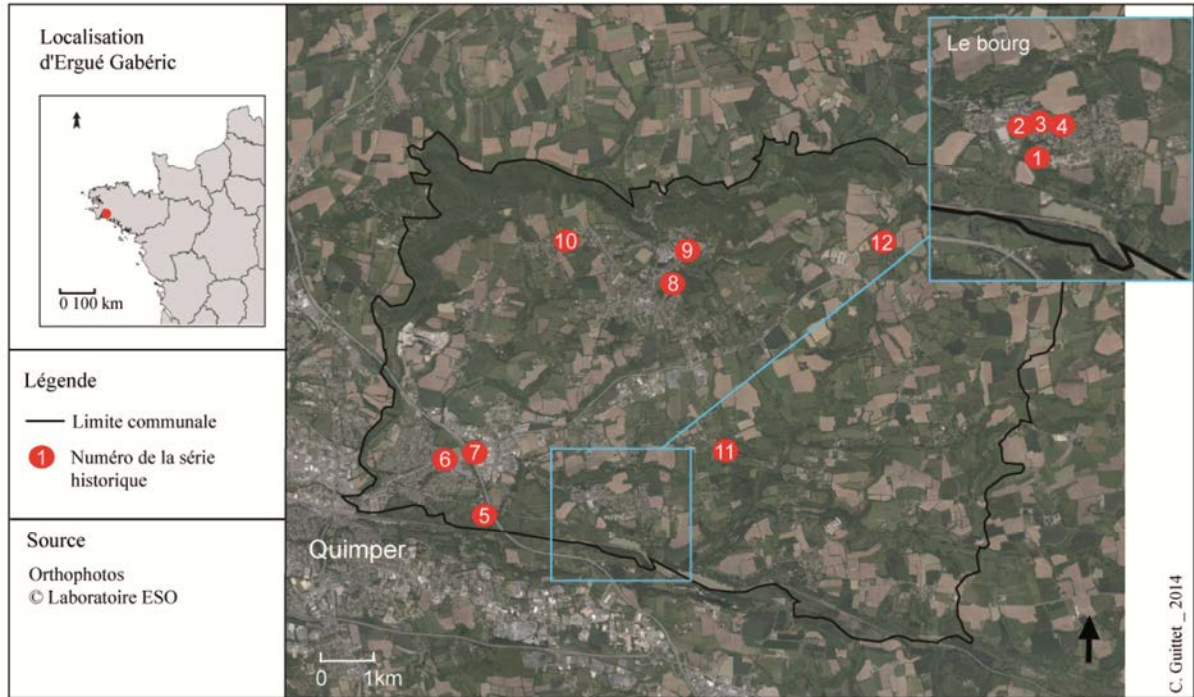 Localisation
d'Ergué Gabéric
0 100 km
Légende
Limite communale
1 Numéro de la série
historique
Source
Orthophotos
© Laboratoire ESO
Le bourg
2 3 4
1
10
9
12
8
11
6 7
5
Quimper
0 1km
C. Guittet _ 2014